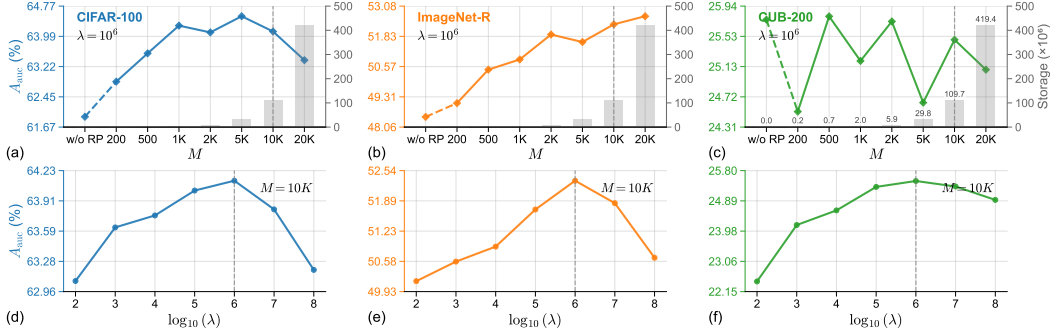 64.77
63.99
63.22
62.45
61.67
A_auc (%)
CIFAR-100
λ = 10⁶
500
400
300
200
100
0
w/o RP 200 500 1K 2K 5K 10K 20K
(a)
M
53.08
51.83
50.57
49.31
48.06
ImageNet-R
λ = 10⁶
500
400
300
200
100
0
w/o RP 200 500 1K 2K 5K 10K 20K
(b)
M
25.94
25.53
25.13
24.72
24.31
CUB-200
λ = 10⁶
0.0 0.2 0.7 2.0 5.9 29.8 109.7 419.4
500
400
300
200
100
0
Storage (×10⁶)
w/o RP 200 500 1K 2K 5K 10K 20K
(c)
M
64.23
63.91
63.59
63.28
62.96
A_auc (%)
M = 10K
2 3 4 5 6 7 8
(d)
log₁₀ (λ)
52.54
51.89
51.23
50.58
49.93
M = 10K
2 3 4 5 6 7 8
(e)
log₁₀ (λ)
25.80
24.89
23.98
23.06
22.15
M = 10K
2 3 4 5 6 7 8
(f)
log₁₀ (λ)